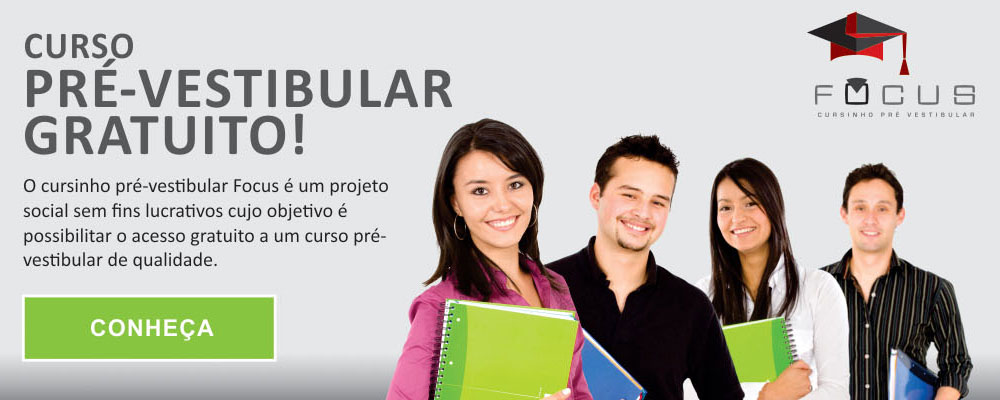 CURSO
PRÉ-VESTIBULAR
GRATUITO!
O cursinho pré-vestibular Focus é um projeto
social sem fins lucrativos cujo objetivo é
possibilitar o acesso gratuito a um curso pré-
vestibular de qualidade.
CONHEÇA
FOCUS
CURSINHO PRÉ VESTIBULAR